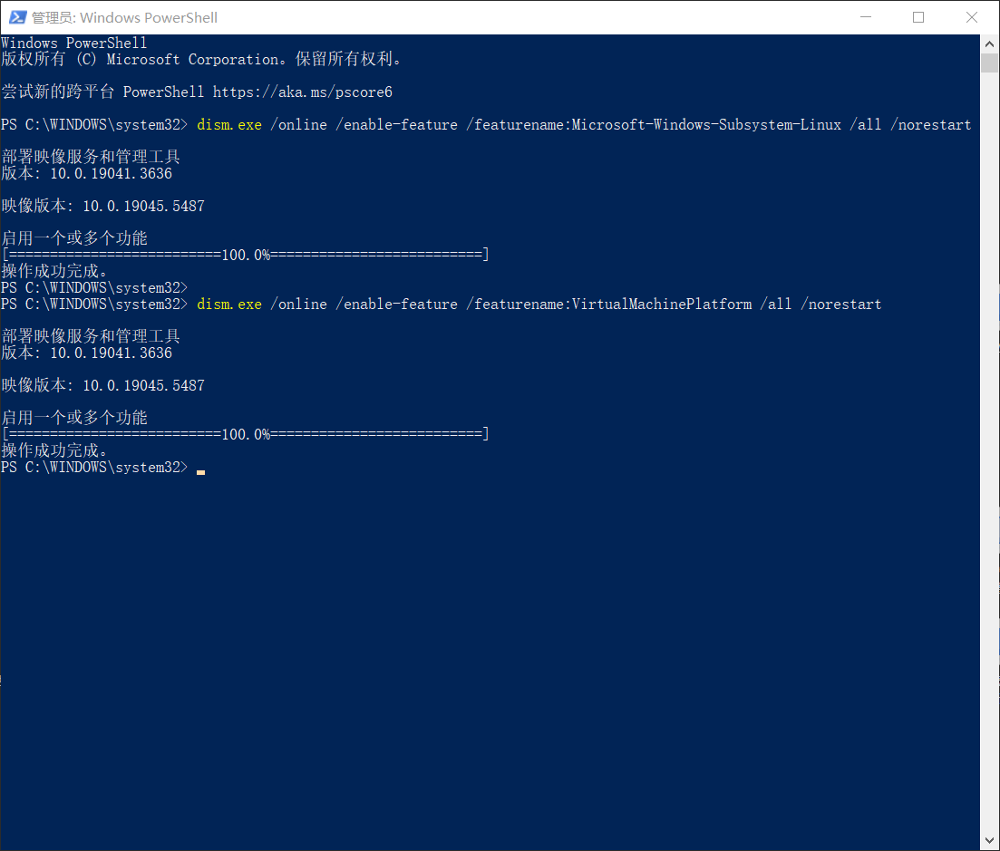 管理员: Windows PowerShell
Windows PowerShell
版权所有 (C) Microsoft Corporation。保留所有权利。
尝试新的跨平台 PowerShell https://aka.ms/pscore6
PS C:\WINDOWS\system32> dism.exe /online /enable-feature /featurename:Microsoft-Windows-Subsystem-Linux /all /norestart
部署映像服务和管理工具
版本: 10.0.19041.3636
映像版本: 10.0.19045.5487
启用一个或多个功能
[==========================100.0%==========================]
操作成功完成。
PS C:\WINDOWS\system32>
PS C:\WINDOWS\system32> dism.exe /online /enable-feature /featurename:VirtualMachinePlatform /all /norestart
部署映像服务和管理工具
版本: 10.0.19041.3636
映像版本: 10.0.19045.5487
启用一个或多个功能
[==========================100.0%==========================]
操作成功完成。
PS C:\WINDOWS\system32>